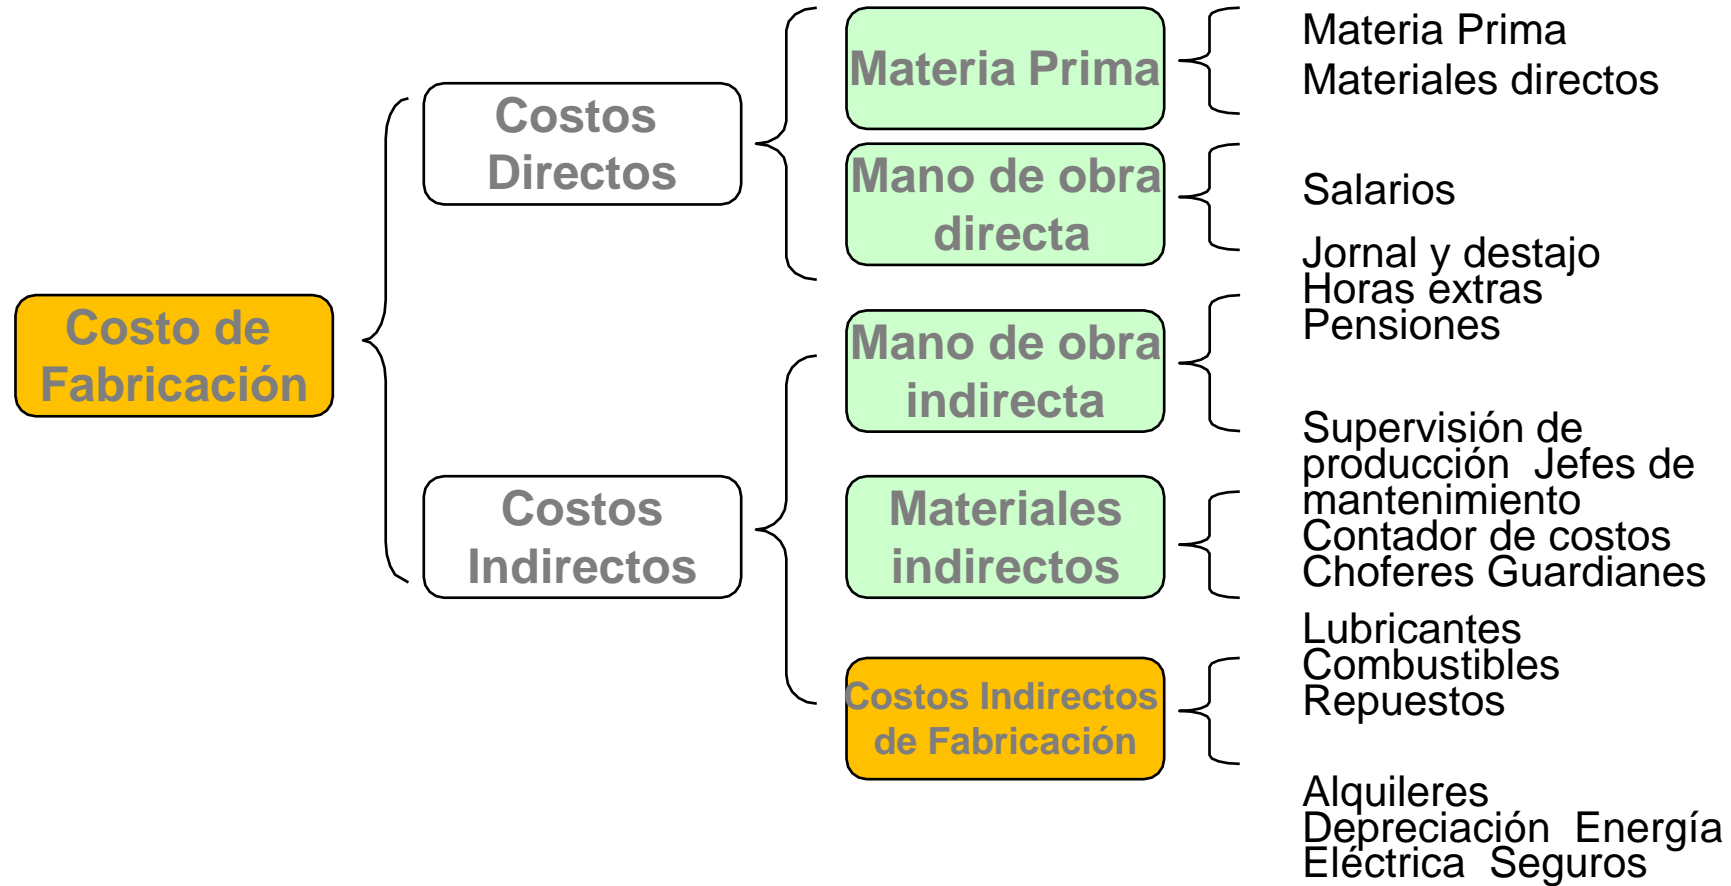 Costo de
Fabricación
Costos
Directos
Costos
Indirectos
Materia Prima
Mano de obra
directa
Mano de obra
indirecta
Materiales
indirectos
Costos Indirectos
de Fabricación
Materia Prima
Materiales directos
Salarios
Jornal y destajo
Horas extras
Pensiones
Supervisión de
producción Jefes de
mantenimiento
Contador de costos
Choferes Guardianes
Lubricantes
Combustibles
Repuestos
Alquileres
Depreciación Energía
Eléctrica Seguros